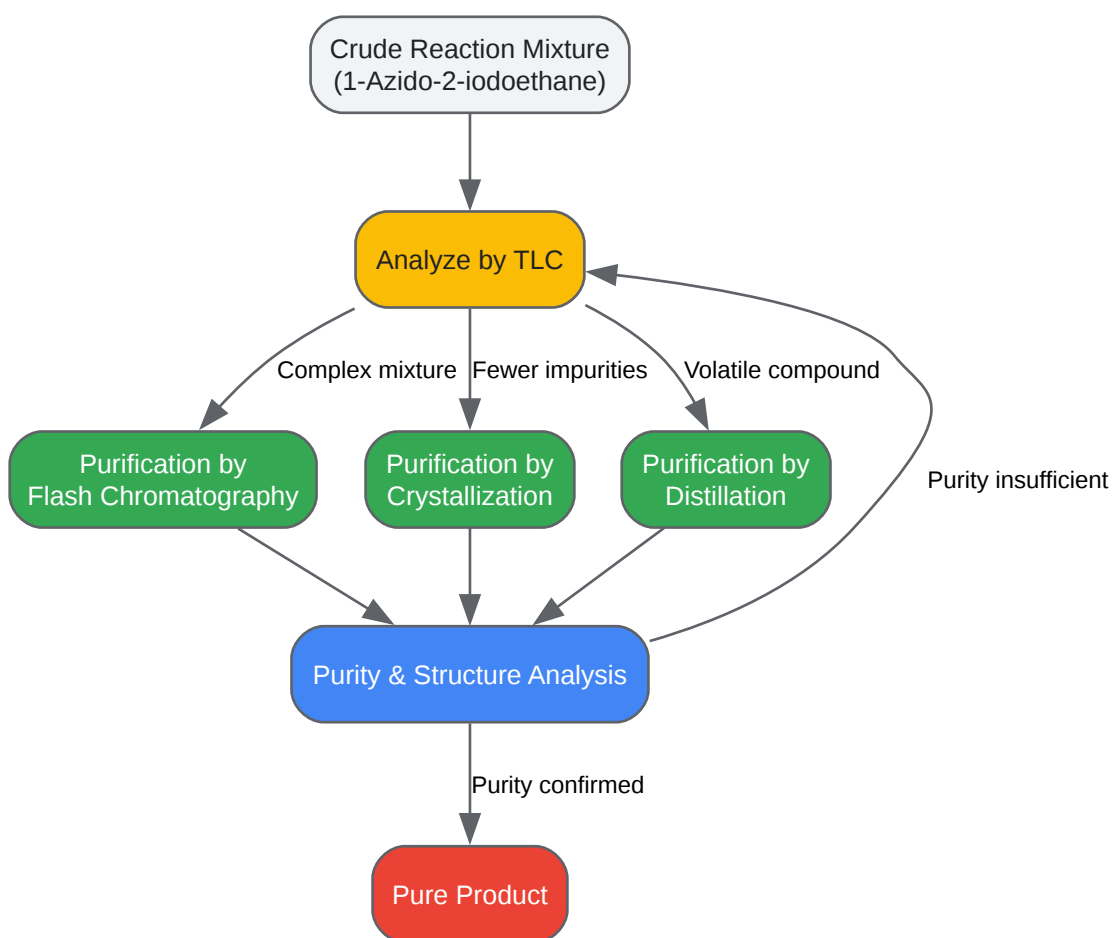 Crude Reaction Mixture
(1-Azido-2-iodoethane)
Analyze by TLC
Complex mixture
Fewer impurities
Volatile compound
Purification by
Flash Chromatography
Purification by
Crystallization
Purification by
Distillation
Purity insufficient
Purity & Structure Analysis
Purity confirmed
Pure Product